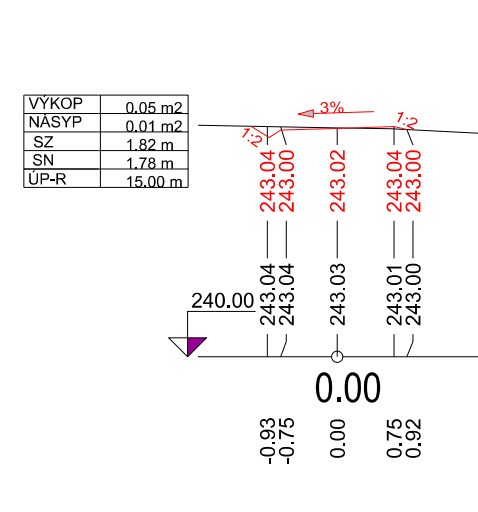 VÝKOP 0.05 m2
NÁSYP 0.01 m2
SZ 1.82 m
SN 1.78 m
ÚP-R 15.00 m
3%
1:2 1:2
243.04 243.00 243.02 243.04 243.00
243.04 243.04 243.03 243.01 243.00
240.00
0.00
-0.93 -0.75 0.00 0.75 0.92